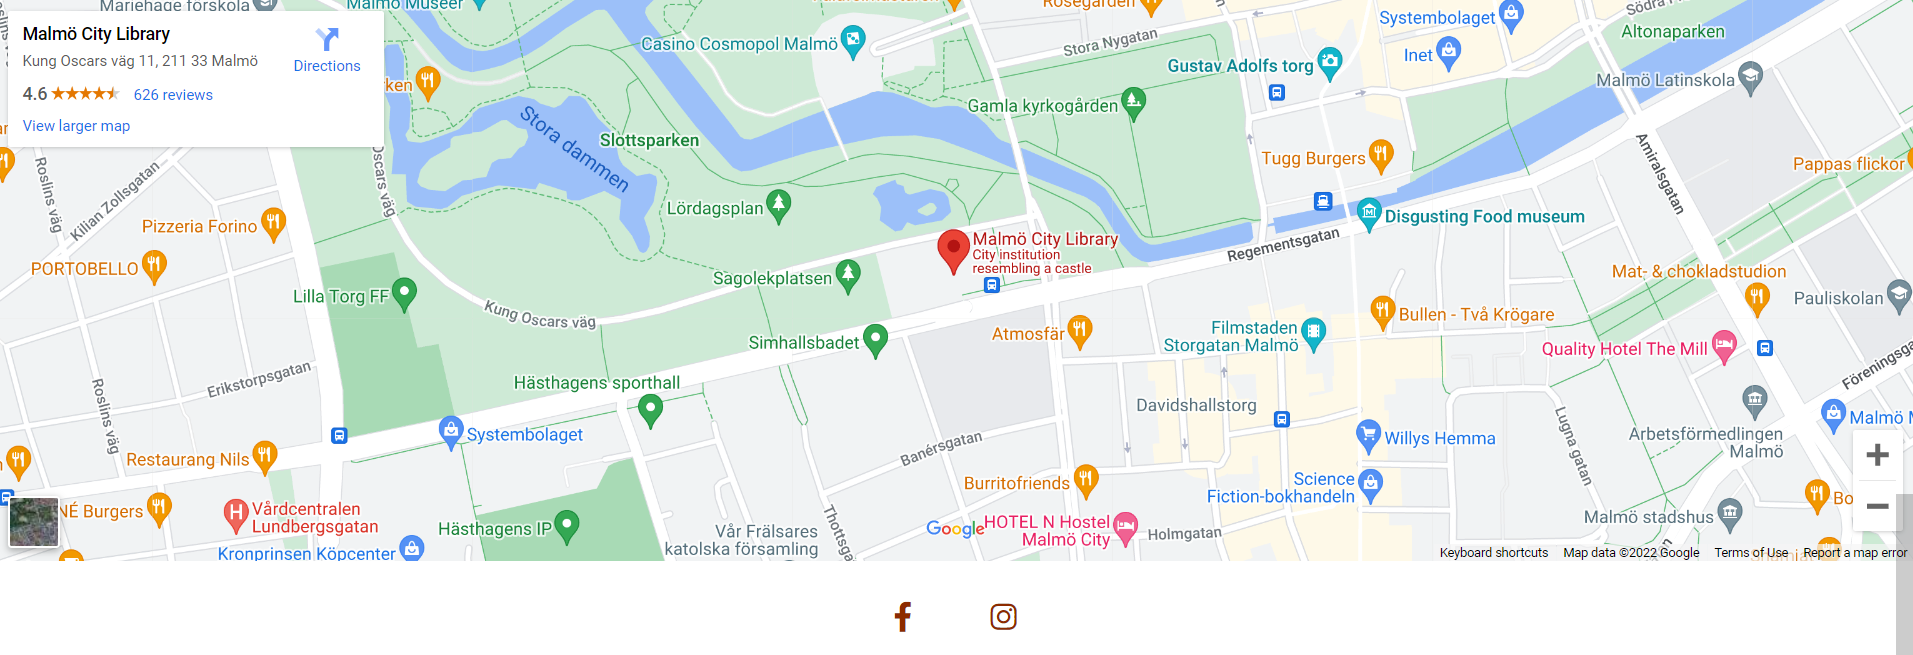 Mariehage förskola
Malmö Museer
Rosegarden
Systembolaget
Södra F
Altonaparken
Malmö City Library
Kung Oscars väg 11, 211 33 Malmö
Directions
4.6
626 reviews
View larger map
Casino Cosmopol Malmö
Stora Nygatan
Gustav Adolfs torg
Inet
Malmö Latinskola
ken
Gamla kyrkogården
Stora dammen
Slottsparken
Amiralsgatan
Tugg Burgers
Pappas flickor
Roslins väg
Kilian Zollsgatan
Oscars väg
Lördagsplan
Pizzeria Forino
Disgusting Food museum
Regementsgatan
Malmö City Library
City institution
resembling a castle
PORTOBELLO
Lilla Torg FF
Sagolekplatsen
Mat- & chokladstudion
Pauliskolan
Kung Oscars väg
Simhallsbadet
Atmosfär
Filmstaden
Storgatan Malmö
Bullen - Två Krögare
Quality Hotel The Mill
Föreningsga
Erikstorpsgatan
Roslins väg
Hästhagens sporthall
Davidshallstorg
Lugna gatan
Malmö M
Systembolaget
Willys Hemma
Arbetsförmedlingen
Malmö
Restaurang Nils
Banérsgatan
Burritofriends
Science
Fiction-bokhandeln
Bo
NÉ Burgers
H
Vårdcentralen
Lundbergsgatan
Hästhagens IP
Thottsga
Vår Frälsares
katolska församling
Google
HOTEL N Hostel
Malmö City
Holmgatan
Malmö stadshus
Kronprinsen Köpcenter
Keyboard shortcuts
Map data ©2022 Google
Terms of Use
Report a map error